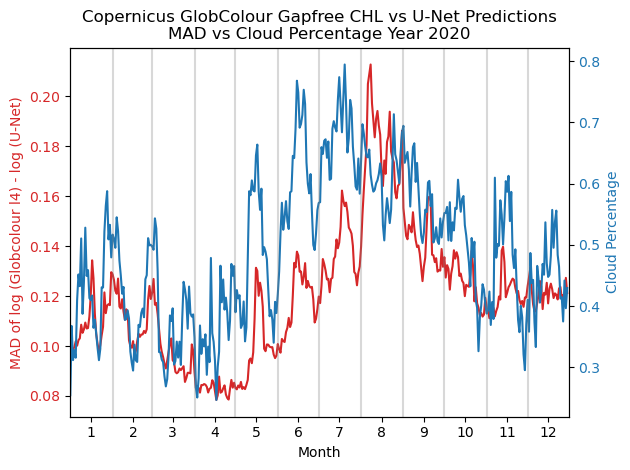 Copernicus GlobColour Gapfree CHL vs U-Net Predictions
MAD vs Cloud Percentage Year 2020
MAD of log (Globcolour l4) - log (U-Net)
0.20
0.18
0.16
0.14
0.12
0.10
0.08
0.8
0.7
0.6
0.5
0.4
0.3
Cloud Percentage
1 2 3 4 5 6 7 8 9 10 11 12
Month